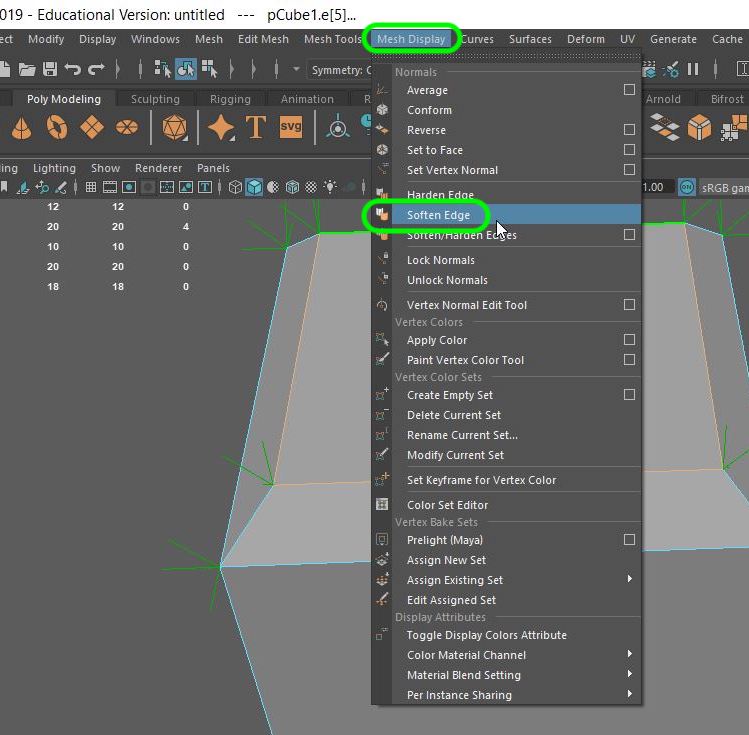 019 - Educational Version: untitled --- pCube1.e[5]...
ect Modify Display Windows Mesh Edit Mesh Mesh Tools Mesh Display Curves Surfaces Deform UV Generate Cache
Symmetry:
Poly Modeling Sculpting Rigging Animation Arnold Bifrost
T SVG
Lighting Show Renderer Panels
1.00 ON sRGB gam
12 12 0
20 20 4
10 10 0
20 20 0
18 18 0
Normals
Average
Conform
Reverse
Set to Face
Set Vertex Normal
Harden Edge
Soften Edge
Soften/Harden Edges
Lock Normals
Unlock Normals
Vertex Normal Edit Tool
Vertex Colors
Apply Color
Paint Vertex Color Tool
Vertex Color Sets
Create Empty Set
Delete Current Set
Rename Current Set...
Modify Current Set
Set Keyframe for Vertex Color
Color Set Editor
Vertex Bake Sets
Prelight (Maya)
Assign New Set
Assign Existing Set
Edit Assigned Set
Display Attributes
Toggle Display Colors Attribute
Color Material Channel
Material Blend Setting
Per Instance Sharing